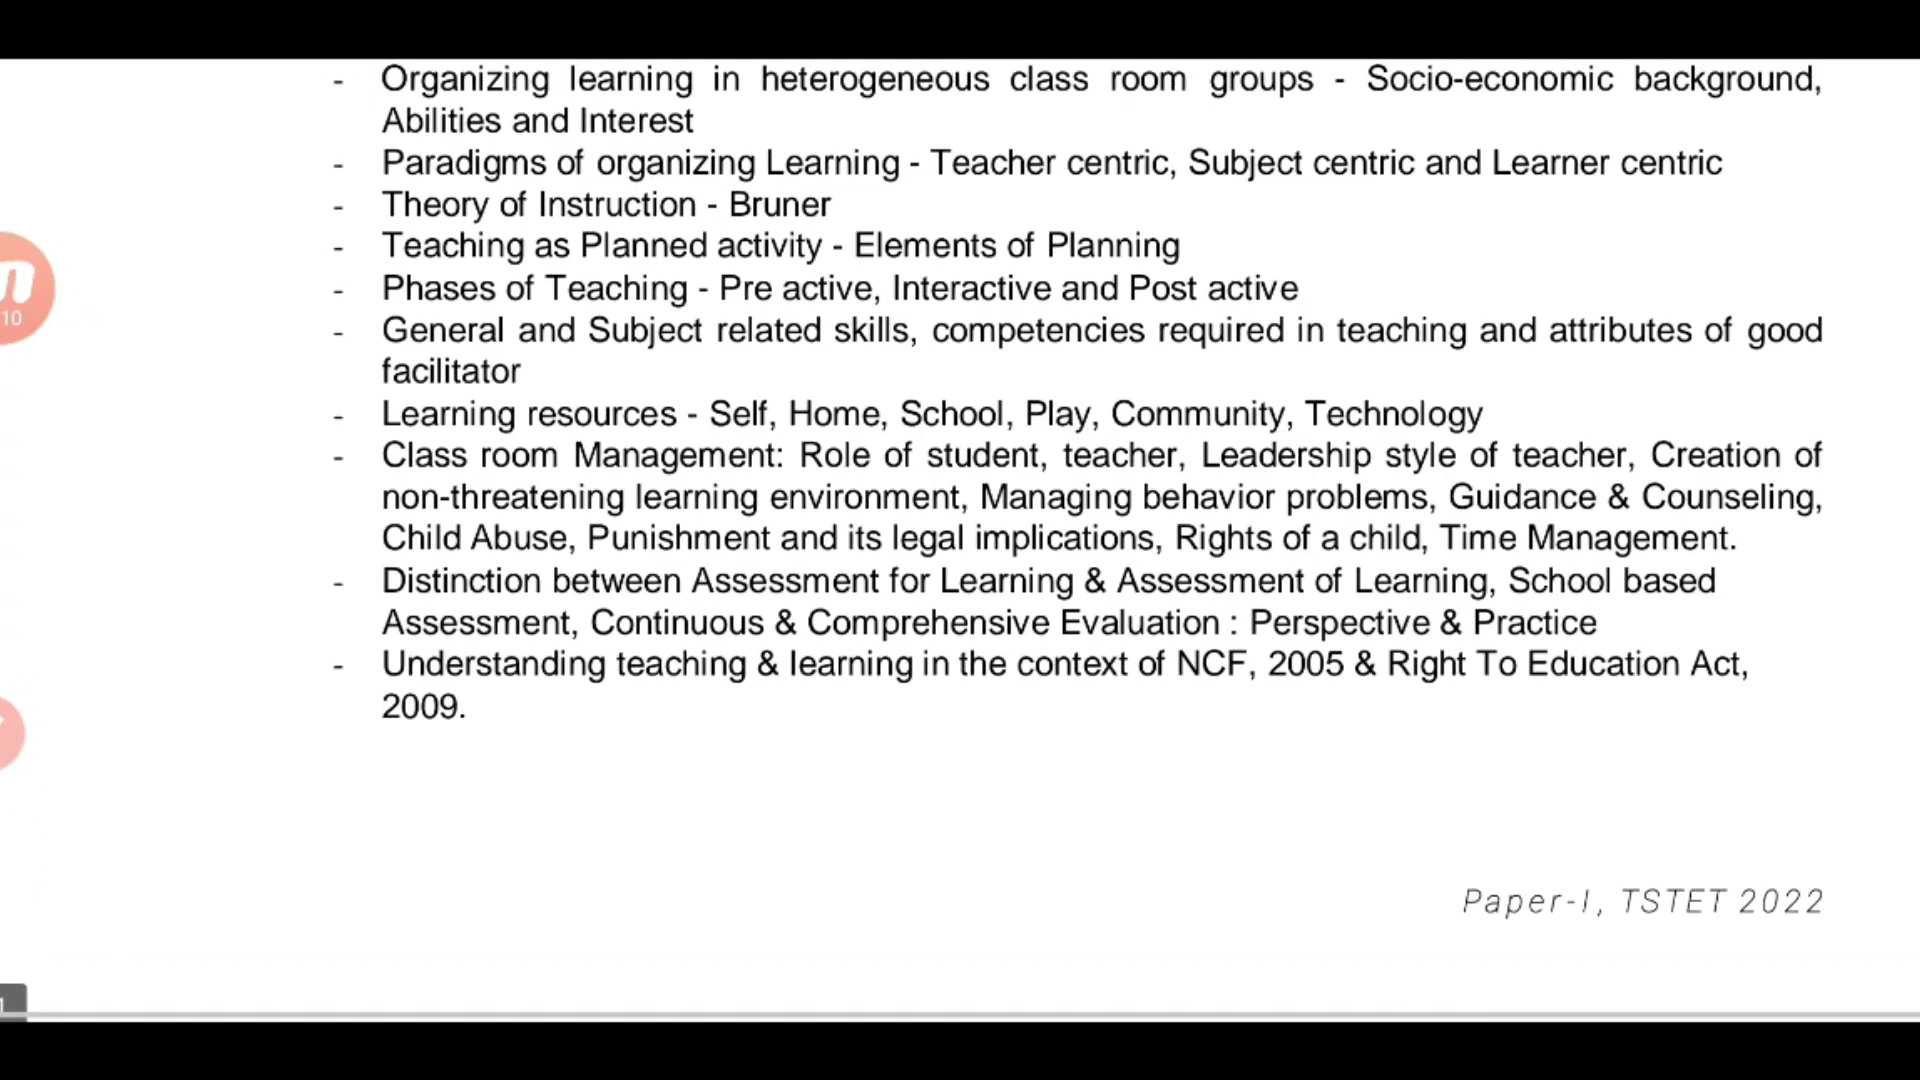 - Organizing learning in heterogeneous class room groups - Socio-economic background,
Abilities and Interest
- Paradigms of organizing Learning - Teacher centric, Subject centric and Learner centric
- Theory of Instruction - Bruner
- Teaching as Planned activity - Elements of Planning
- Phases of Teaching - Pre active, Interactive and Post active
10
- General and Subject related skills, competencies required in teaching and attributes of good
facilitator
- Learning resources - Self, Home, School, Play, Community, Technology
- Class room Management: Role of student, teacher, Leadership style of teacher, Creation of
non-threatening learning environment, Managing behavior problems, Guidance & Counseling,
Child Abuse, Punishment and its legal implications, Rights of a child, Time Management.
- Distinction between Assessment for Learning & Assessment of Learning, School based
Assessment, Continuous & Comprehensive Evaluation : Perspective & Practice
- Understanding teaching & learning in the context of NCF, 2005 & Right To Education Act,
2009.
Paper-I, TSTET 2022